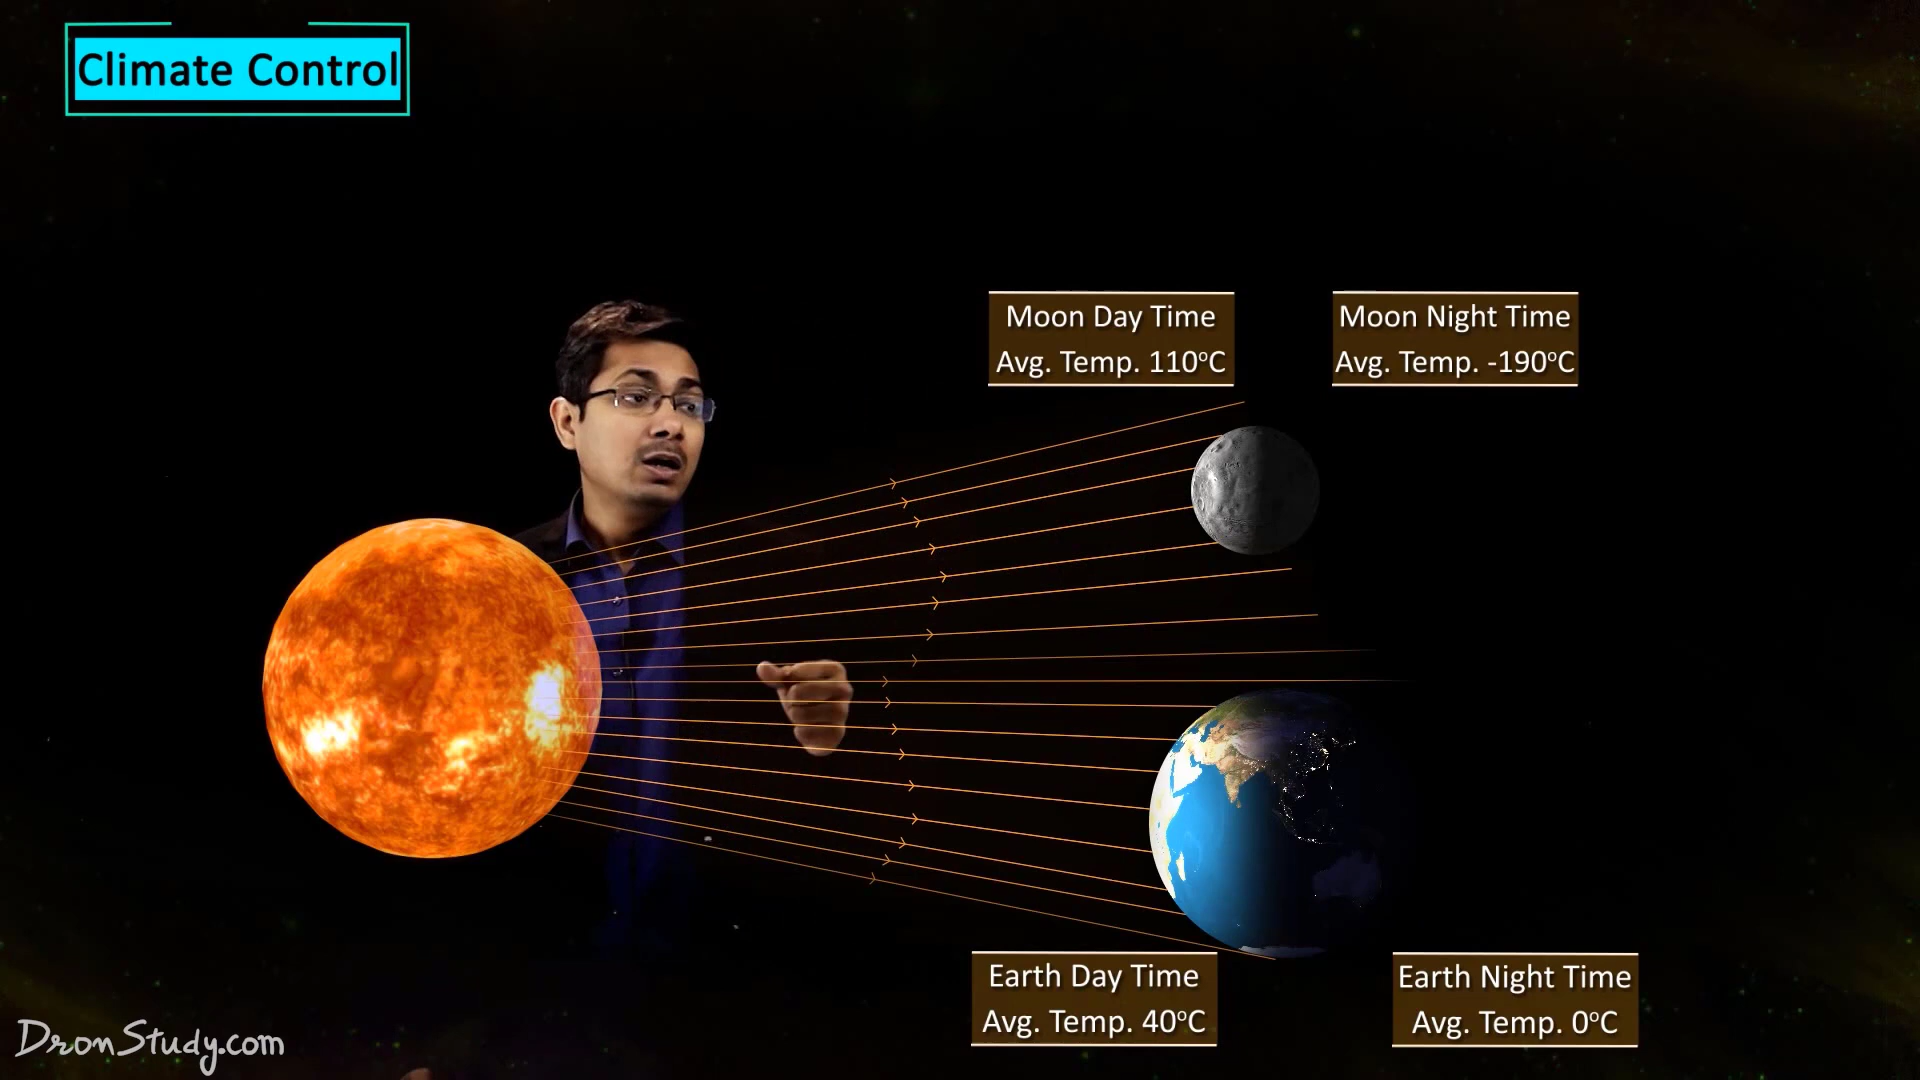 Climate Control
Moon Day Time
Avg. Temp. 110°C
Moon Night Time
Avg. Temp. -190°C
Earth Day Time
Avg. Temp. 40°C
Earth Night Time
Avg. Temp. 0°C
DronStudy.com